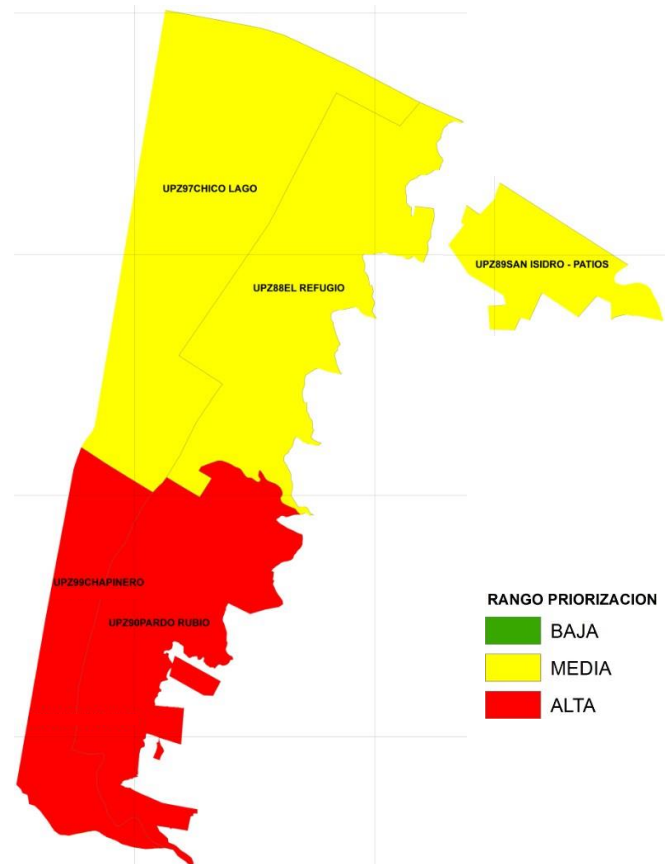 UPZ97CHICO LAGO
UPZ89SAN ISIDRO - PATIOS
UPZ88EL REFUGIO
UPZ99CHAPINERO
UPZ90PARDO RUBIO
RANGO PRIORIZACION
BAJA
MEDIA
ALTA